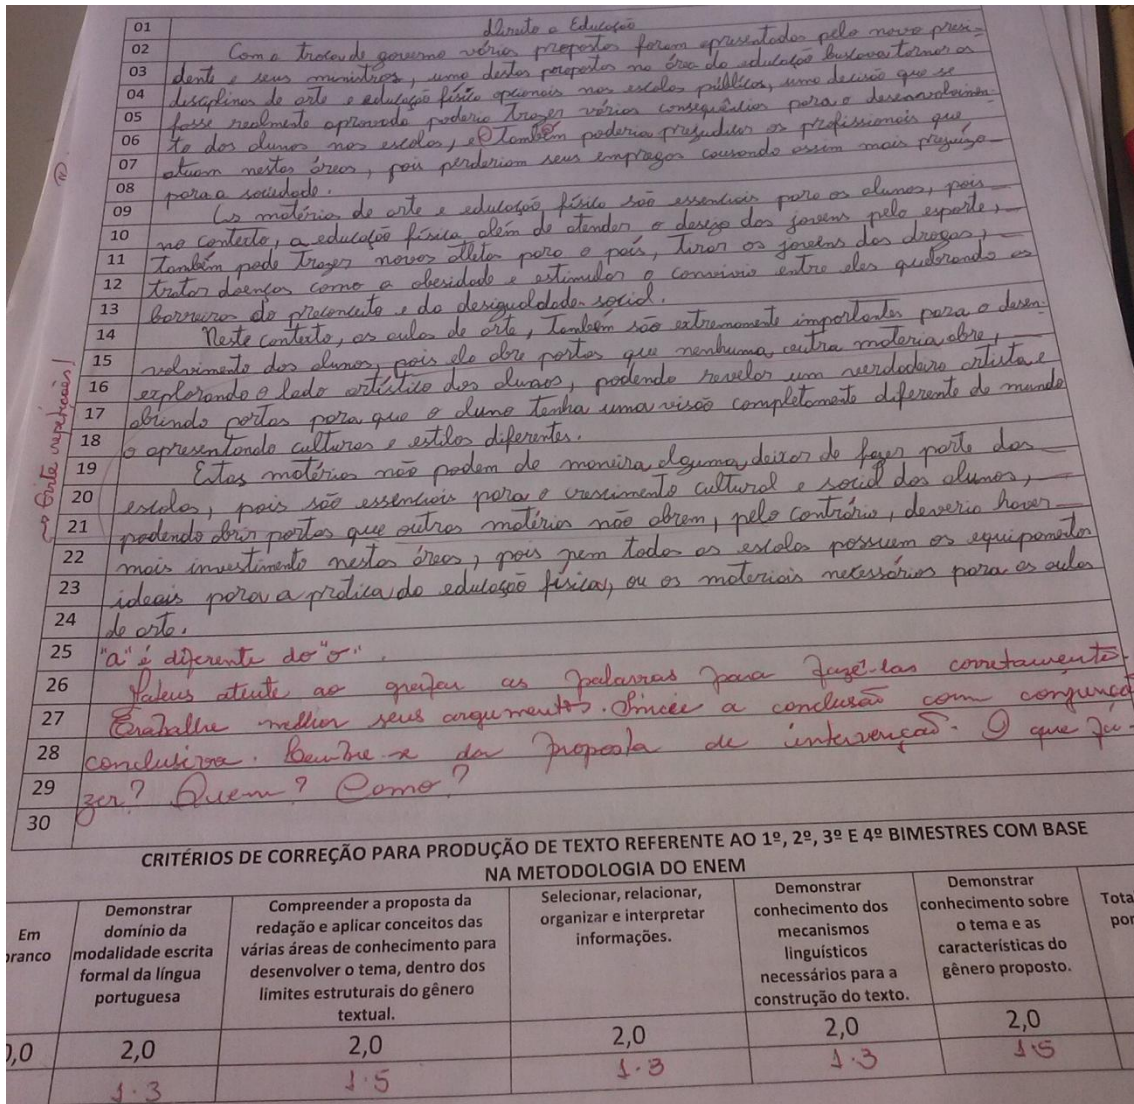 01 Direito a Educação
02 Com a troca de governo vários propostas foram apresentados pelo novo presi-
03 dente e seus ministros, uma destas propostas na área da educação buscava tornar as
04 disciplinas de arte e educação física opcionais nas escolas públicas, uma decisão que se
05 fosse realmente aprovada poderia trazer várias consequências para o desenvolvimen-
06 to dos alunos nas escolas, e também poderia prejudicar os profissionais que
07 atuam nestas áreas, pois perderiam seus empregos causando assim mais prejuízo
08 para a sociedade.
09 As matéria de arte e educação física são essenciais para os alunos, pois
10 no contexto, a educação física além de atender o desejo dos jovens pelo esporte,
11 também pode trazer novos atletas para o país, tirar os jovens das drogas,
12 tratar doenças como a obesidade e estimular o convívio entre eles quebrando as
13 barreiras do preconceito e da desigualdade social.
14 Neste contexto, as aulas de arte, também são extremamente importantes para o desen-
15 volvimento dos alunos, pois ela abre portas que nenhuma outra materia abre,
16 explorando o lado artístico dos alunos, podendo revelar um verdadeiro artista e
17 abrindo portas para que o aluno tenha uma visão completamente diferente do mundo
18 o apresentando culturas e estilos diferentes.
19 Estas matérias não podem de maneira alguma deixar de fazer parte das
20 escolas, pois são essenciais para o crescimento cultural e social dos alunos,
21 podendo abrir portas que outras matéria não abrem, pelo contrário, deveria haver
22 mais investimento nestas áreas, pois nem todas as escolas possuem os equipamentos
23 ideais para a prática da educação física, ou os materiais necessários para as aulas
24 de arte.
→ Evite repetições!
25 "a" é diferente do "o".
26 Mateus atente ao grafar as palavras para fazê-las corretamente.
27 Trabalhe melhor seus argumentos. Inicie a conclusão com conjunçã
28 conclusiva. Lembre-se da proposta de intervenção. O que fa-
29 zer? Quem? Como?
30
CRITÉRIOS DE CORREÇÃO PARA PRODUÇÃO DE TEXTO REFERENTE AO 1º, 2º, 3º E 4º BIMESTRES COM BASE
NA METODOLOGIA DO ENEM
Em
ranco
Demonstrar
domínio da
modalidade escrita
formal da língua
portuguesa
Compreender a proposta da
redação e aplicar conceitos das
várias áreas de conhecimento para
desenvolver o tema, dentro dos
limites estruturais do gênero
textual.
Selecionar, relacionar,
organizar e interpretar
informações.
Demonstrar
conhecimento dos
mecanismos
linguísticos
necessários para a
construção do texto.
Demonstrar
conhecimento sobre
o tema e as
características do
gênero proposto.
Tota
por
0,0 2,0 2,0 2,0 2,0 2,0
1.3 1.5 1.3 1.3 1.5